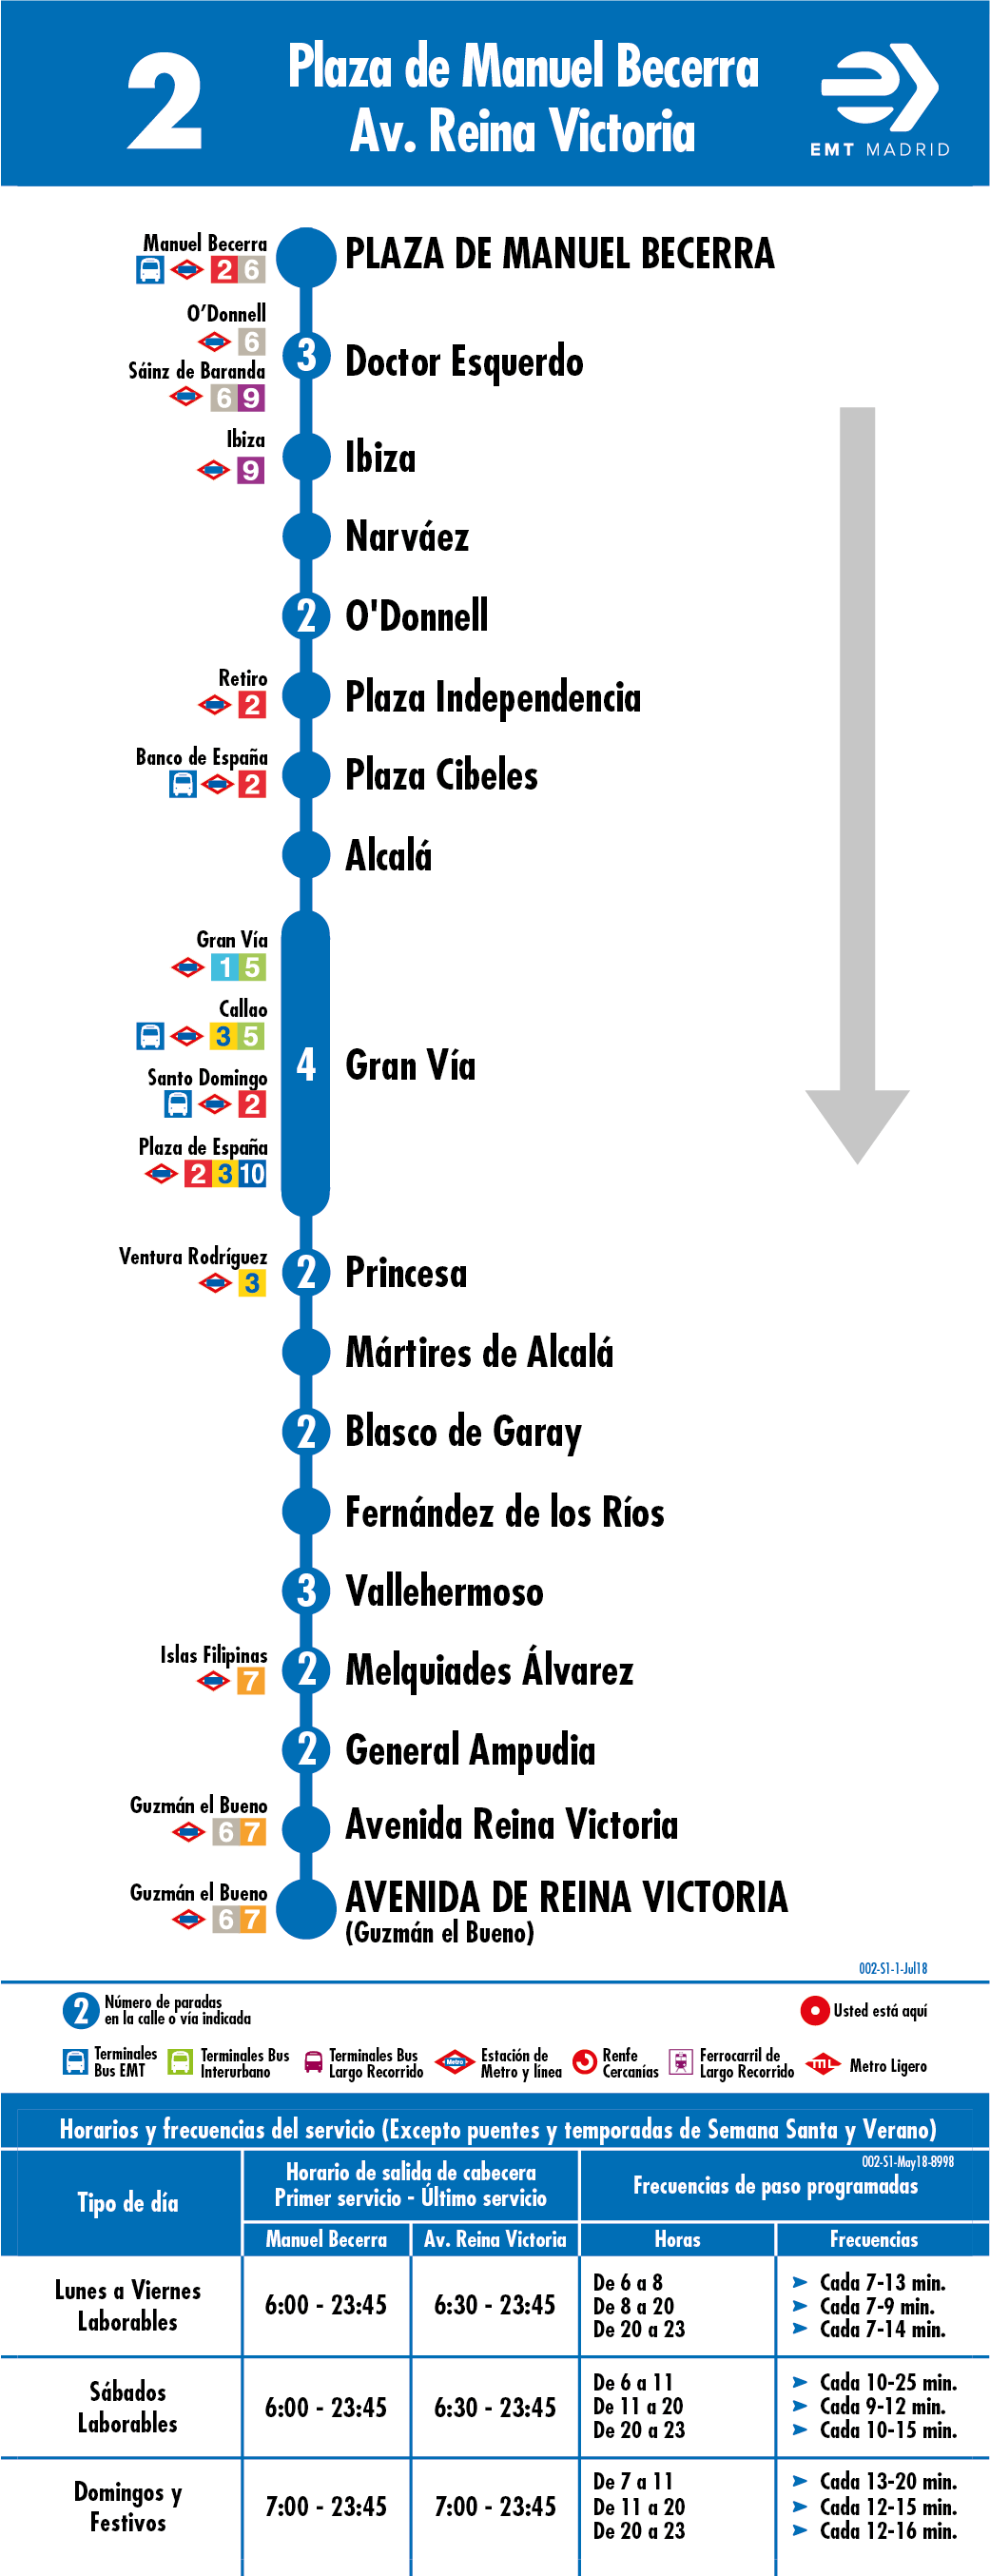 2
Plaza de Manuel Becerra
Av. Reina Victoria
EMT MADRID
Manuel Becerra
2 6
PLAZA DE MANUEL BECERRA
O'Donnell
6
Sáinz de Baranda
6 9
3
Doctor Esquerdo
Ibiza
9
Ibiza
Narváez
2
O'Donnell
Retiro
2
Plaza Independencia
Banco de España
2
Plaza Cibeles
Alcalá
Gran Vía
1 5
Callao
3 5
Santo Domingo
2
Plaza de España
2 3 10
4
Gran Vía
Ventura Rodríguez
3
2
Princesa
Mártires de Alcalá
2
Blasco de Garay
Fernández de los Ríos
3
Vallehermoso
Islas Filipinas
7
2
Melquiades Álvarez
2
General Ampudia
Guzmán el Bueno
6 7
Avenida Reina Victoria
Guzmán el Bueno
6 7
AVENIDA DE REINA VICTORIA
(Guzmán el Bueno)
002-S1-1-Jul18
2
Número de paradas
en la calle o vía indicada
Usted está aquí
Terminales
Bus EMT
Terminales Bus
Interurbano
Terminales Bus
Largo Recorrido
Metro
Estación de
Metro y línea
Renfe
Cercanías
Ferrocarril de
Largo Recorrido
ML
Metro Ligero
Horarios y frecuencias del servicio (Excepto puentes y temporadas de Semana Santa y Verano)
002-S1-May18-8998
Tipo de día
Horario de salida de cabecera
Primer servicio - Último servicio
Frecuencias de paso programadas
Manuel Becerra
Av. Reina Victoria
Horas
Frecuencias
Lunes a Viernes
Laborables
6:00 - 23:45
6:30 - 23:45
De 6 a 8
Cada 7-13 min.
De 8 a 20
Cada 7-9 min.
De 20 a 23
Cada 7-14 min.
Sábados
Laborables
6:00 - 23:45
6:30 - 23:45
De 6 a 11
Cada 10-25 min.
De 11 a 20
Cada 9-12 min.
De 20 a 23
Cada 10-15 min.
Domingos y
Festivos
7:00 - 23:45
7:00 - 23:45
De 7 a 11
Cada 13-20 min.
De 11 a 20
Cada 12-15 min.
De 20 a 23
Cada 12-16 min.